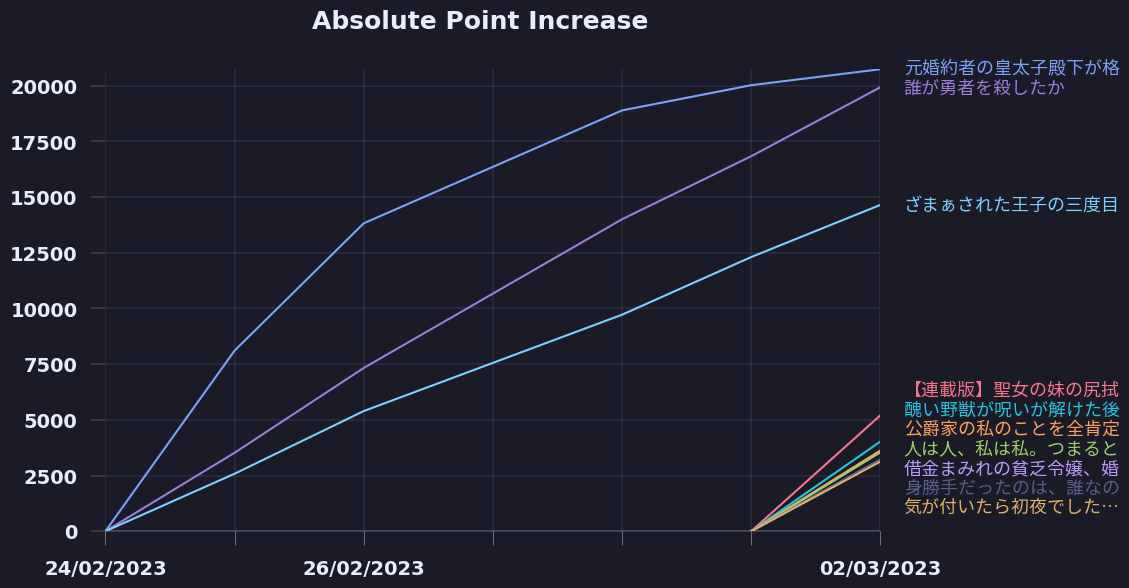 Absolute Point Increase
20000
17500
15000
12500
10000
7500
5000
2500
0
24/02/2023
26/02/2023
02/03/2023
元婚約者の皇太子殿下が格
誰が勇者を殺したか
ざまぁされた王子の三度目
【連載版】聖女の妹の尻拭
醜い野獣が呪いが解けた後
公爵家の私のことを全肯定
人は人、私は私。つまると
借金まみれの貧乏令嬢、婚
身勝手だったのは、誰なの
気が付いたら初夜でした…